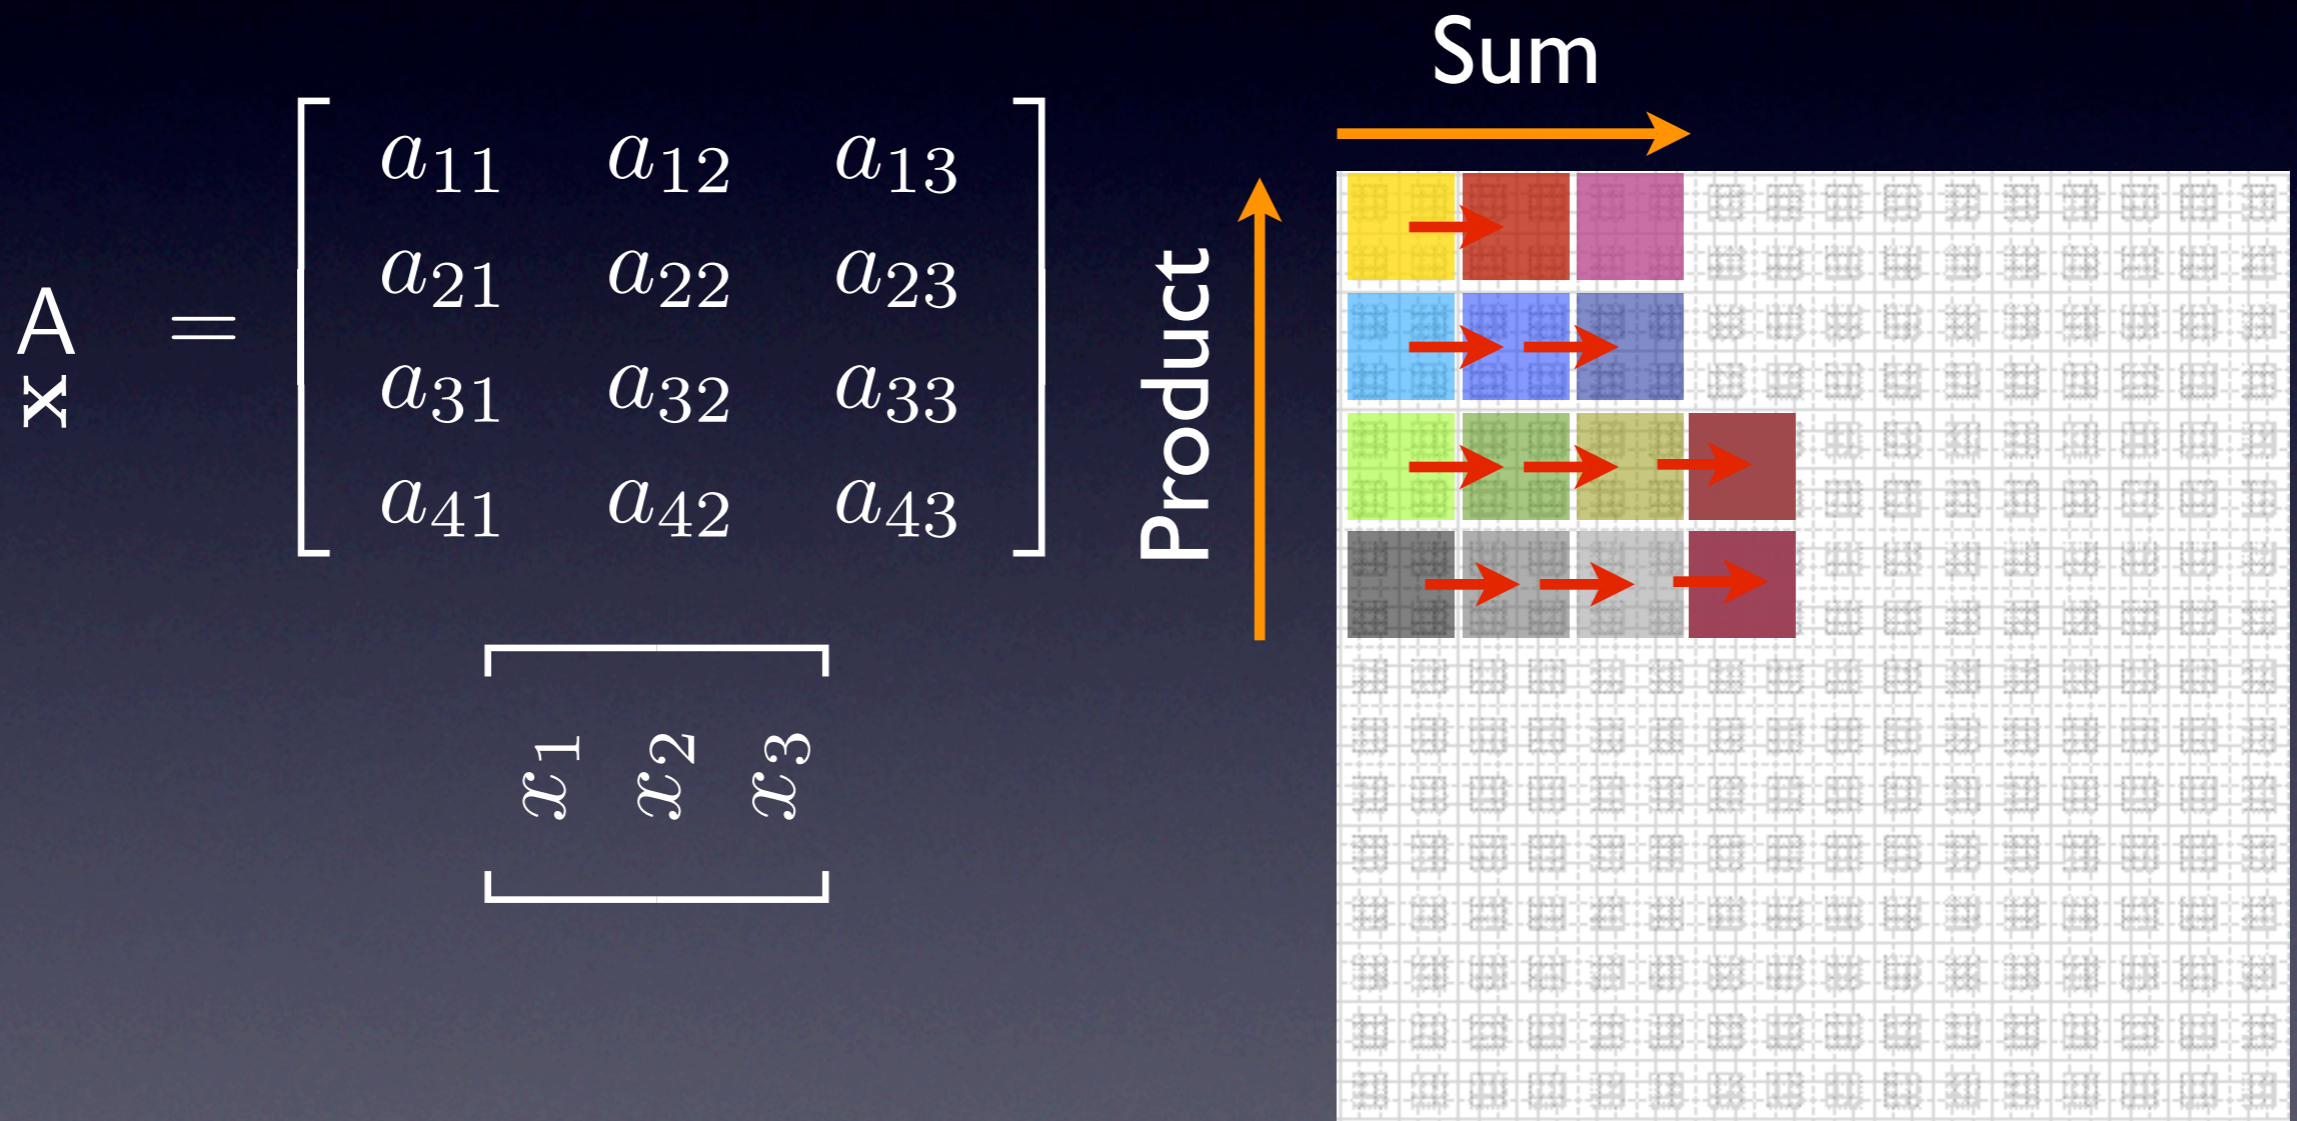 Sum
A
x
=
a11 a12 a13
a21 a22 a23
a31 a32 a33
a41 a42 a43
Product
x1 x2 x3